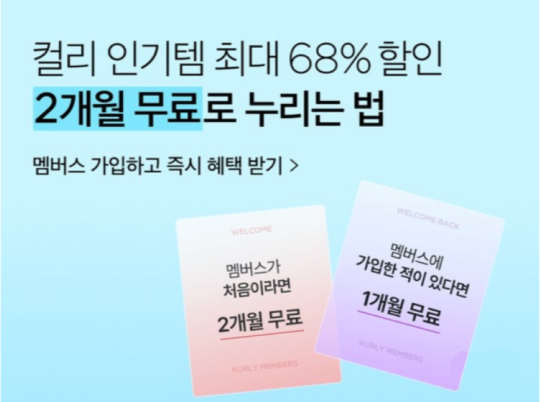 컬리 인기템 최대 68% 할인
2개월 무료로 누리는 법
멤버스 가입하고 즉시 혜택 받기 >
WELCOME
멤버스가
처음이라면
2개월 무료
KURLY MEMBERS
WELCOME BACK
멤버스에
가입한 적이 있다면
1개월 무료
KURLY MEMBERS